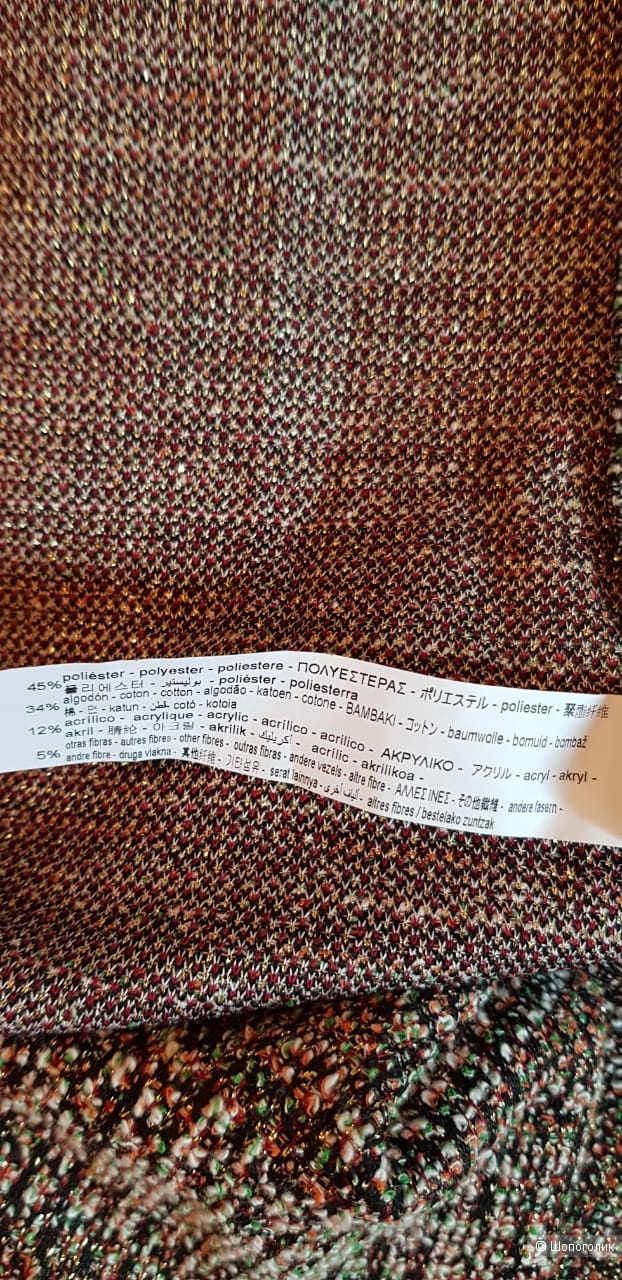 45% poliéster - polyester - poliestere - ΠΟΛΥΕΣΤΕΡΑΣ - ポリエステル - poliester - 聚酯纤维
폴리에스터 - بوليستير - polièster - poliesterra
34% algodón - coton - cotton - algodão - katoen - cotone - ΒΑΜΒΑΚΙ - コットン - baumwolle - bomuld - bombaž
棉 - 면 - katun - قطن - cotó - kotoia
12% acrílico - acrylique - acrylic - acrílico - acrilico - ΑΚΡΥΛΙΚΟ - アクリル - acryl - akryl -
akril - 腈纶 - 아크릴 - akrilik - أكريليك - acrílic - akrilikoa -
5% otras fibras - autres fibres - other fibres - outras fibras - andere vezels - altre fibre - ΑΛΛΕΣ ΙΝΕΣ - その他繊維 - andere fasern -
andre fibre - druga vlakna - 其他纤维 - 기타섬유 - serat lainnya - ألياف أخرى - altres fibres / bestelako zuntzak
© Шопоголик